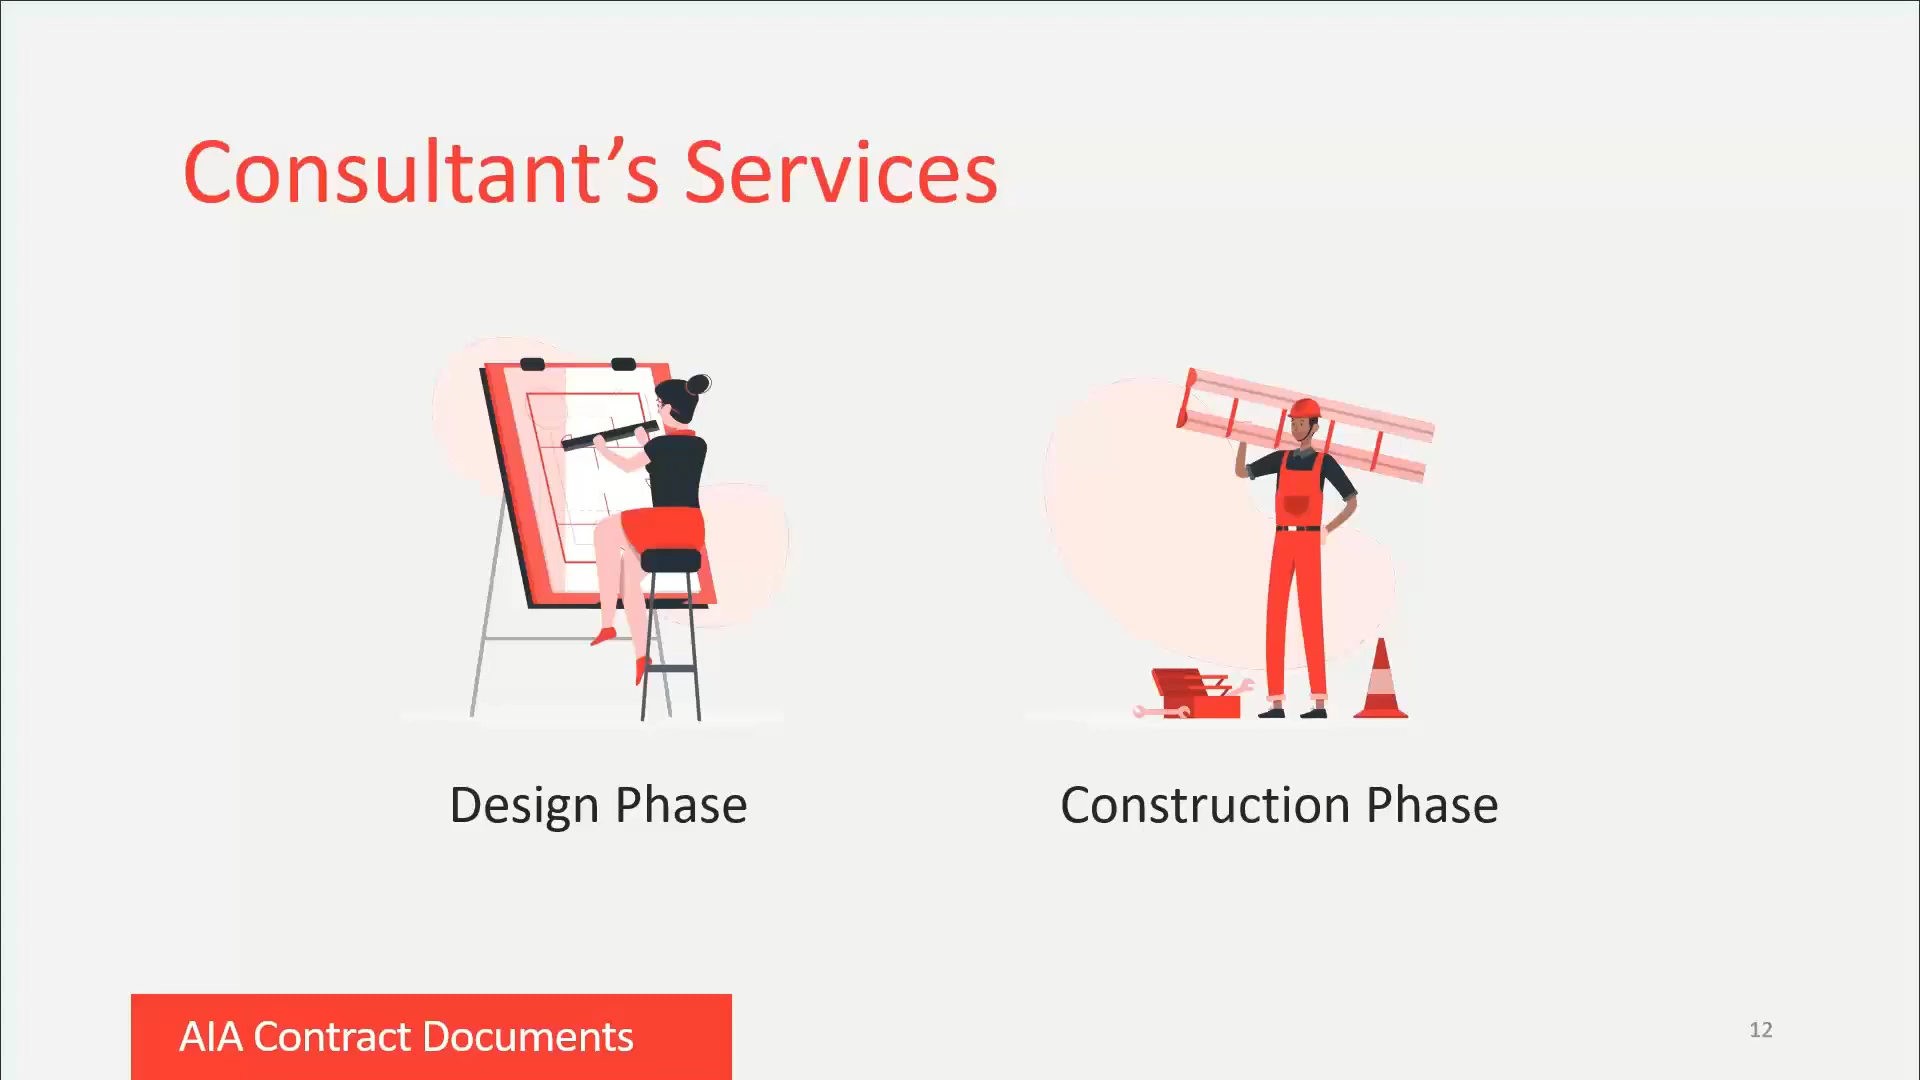 Consultant’s Services
Design Phase
Construction Phase
AIA Contract Documents
12